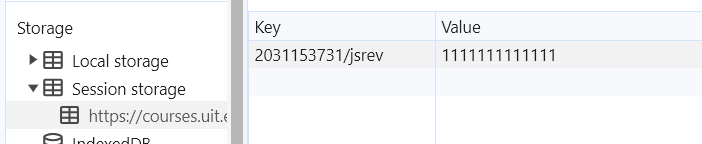 Storage
Local storage
Session storage
https://courses.uit.e
IndexedDB
Key Value
2031153731/jsrev 1111111111111